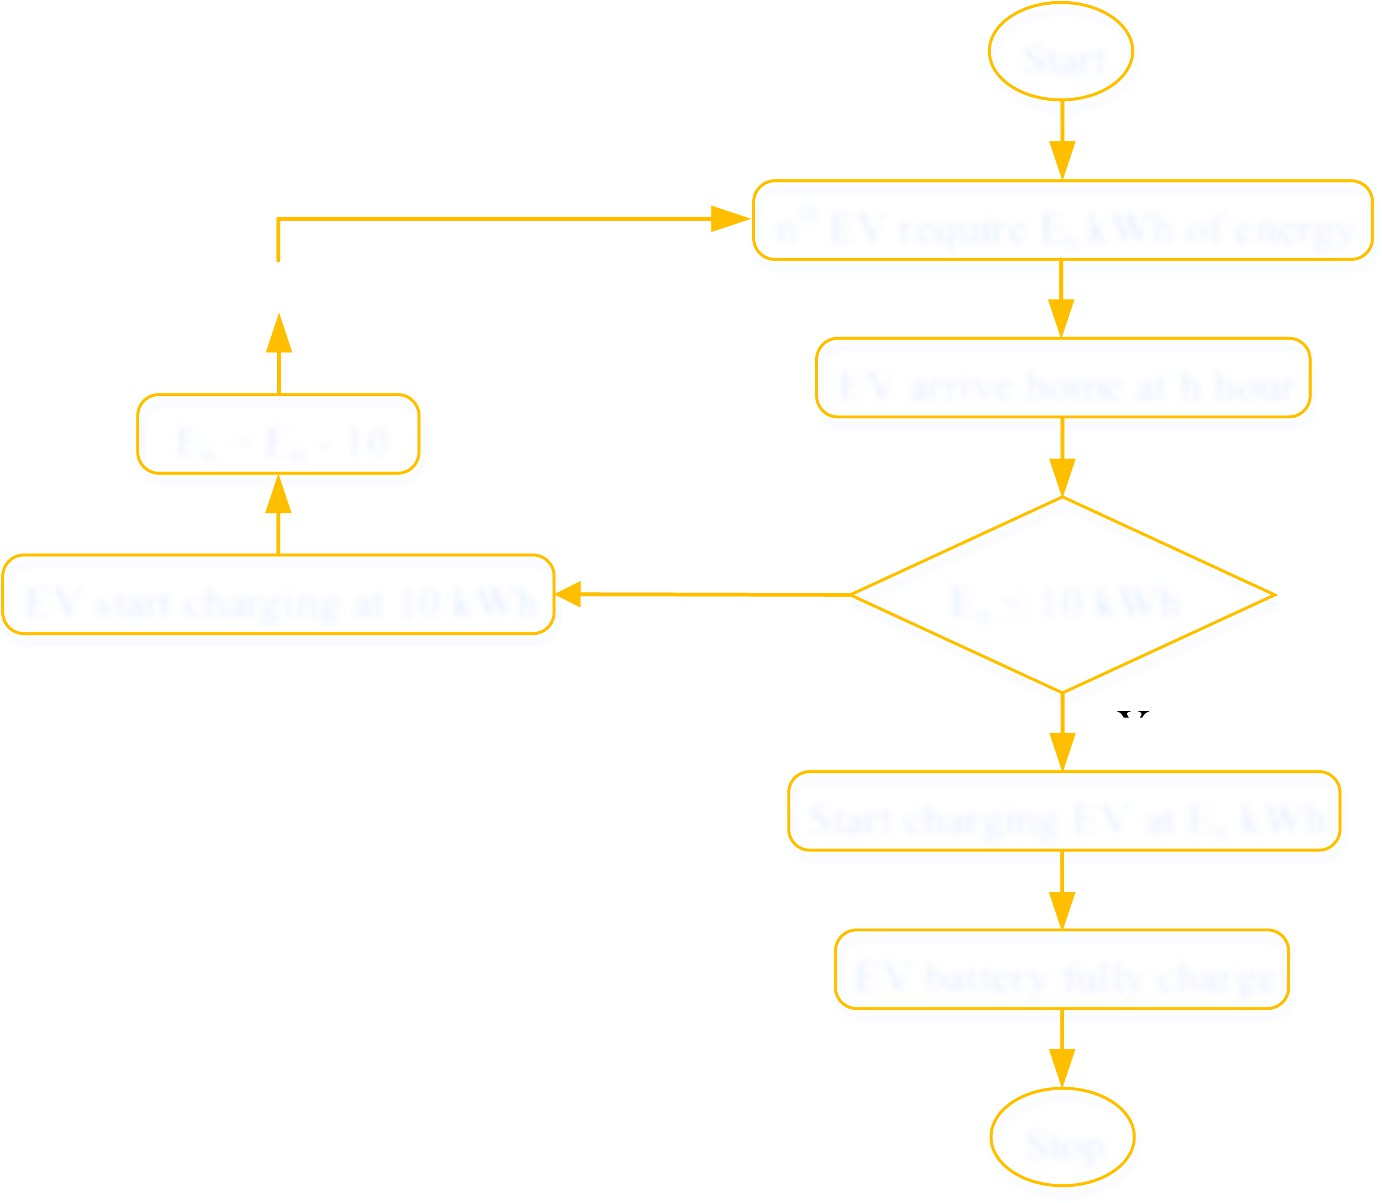 Start
nth EV require En kWh of energy
EV arrive home at h hour
En = En - 10
EV start charging at 10 kWh
En ≤ 10 kWh
Start charging EV at En kWh
EV battery fully charge
Stop